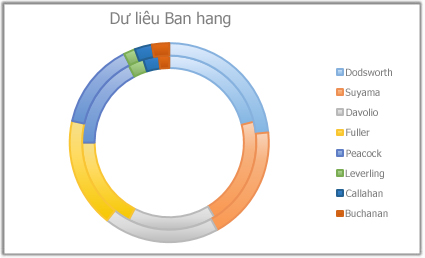 Dư liêu Ban hang
Dodsworth
Suyama
Davolio
Fuller
Peacock
Leverling
Callahan
Buchanan